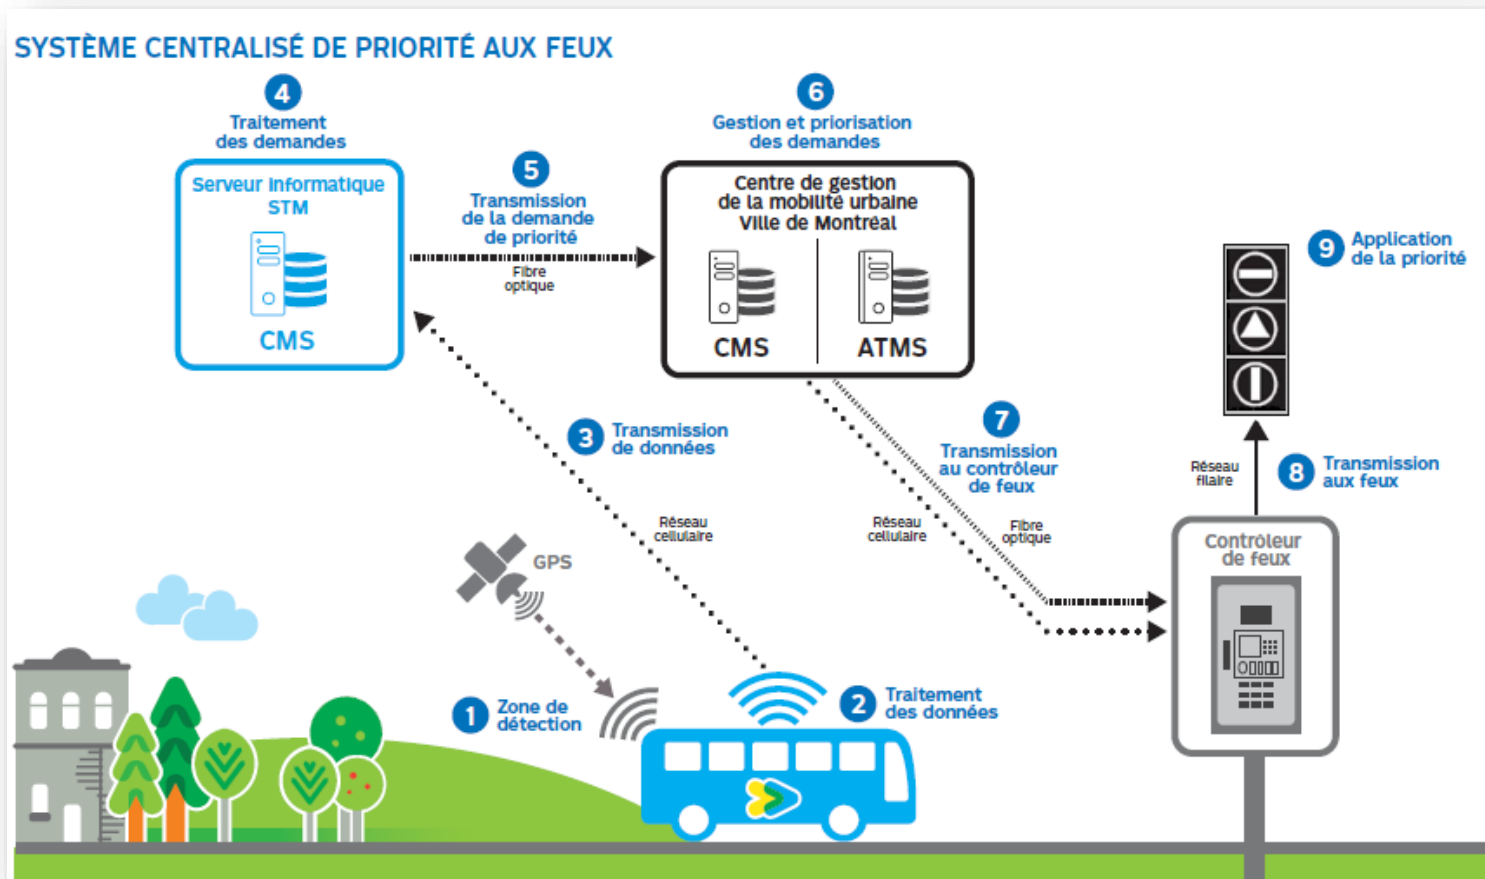 SYSTÈME CENTRALISÉ DE PRIORITÉ AUX FEUX
4
Traitement
des demandes
Serveur informatique
STM
CMS
5
Transmission
de la demande
de priorité
Fibre
optique
6
Gestion et priorisation
des demandes
Centre de gestion
de la mobilité urbaine
Ville de Montréal
CMS
ATMS
9
Application
de la priorité
3
Transmission
de données
Réseau
cellulaire
7
Transmission
au contrôleur
de feux
Réseau
cellulaire
Fibre
optique
Réseau
filaire
8
Transmission
aux feux
Contrôleur
de feux
GPS
1
Zone de
détection
2
Traitement
des données